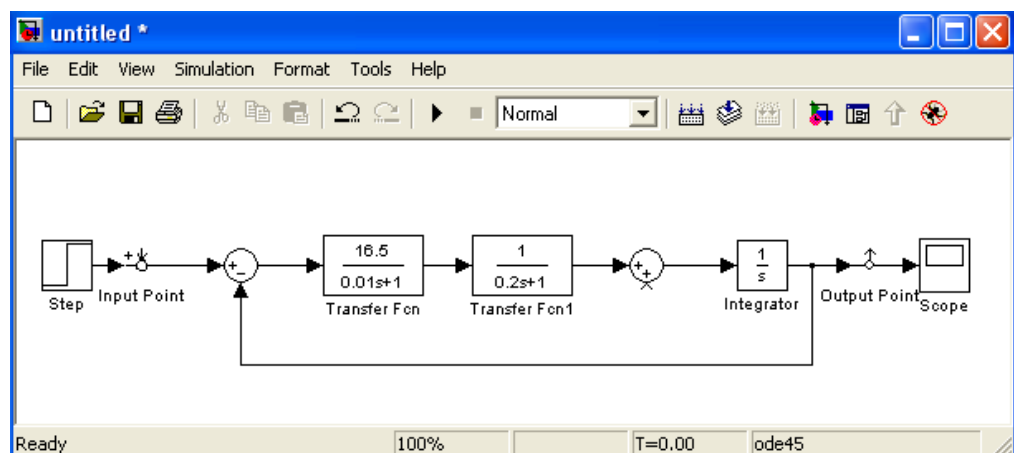 untitled *
File Edit View Simulation Format Tools Help
Normal
Step
+
Input Point
+
−
16.5
0.01s+1
Transfer Fcn
1
0.2s+1
Transfer Fcn1
+
+
1
s
Integrator
Output Point
Scope
Ready 100% T=0.00 ode45